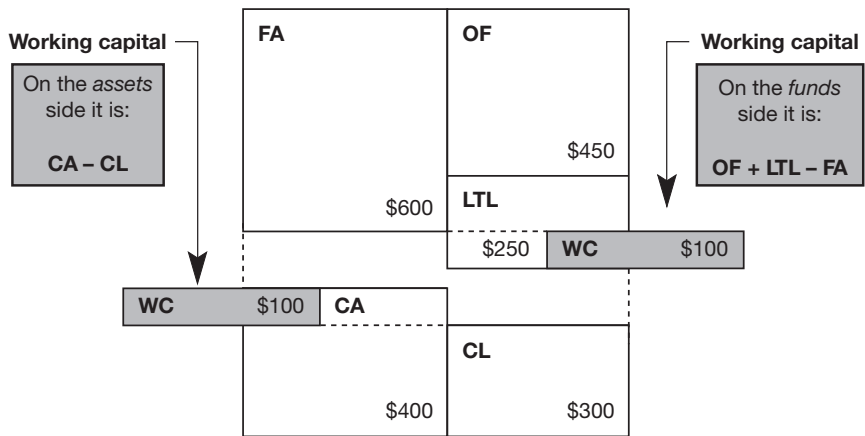 Working capital
On the assets
side it is:
CA – CL
FA
$600
OF
$450
LTL
$250
WC $100
Working capital
On the funds
side it is:
OF + LTL – FA
WC $100
CA
$400
CL
$300